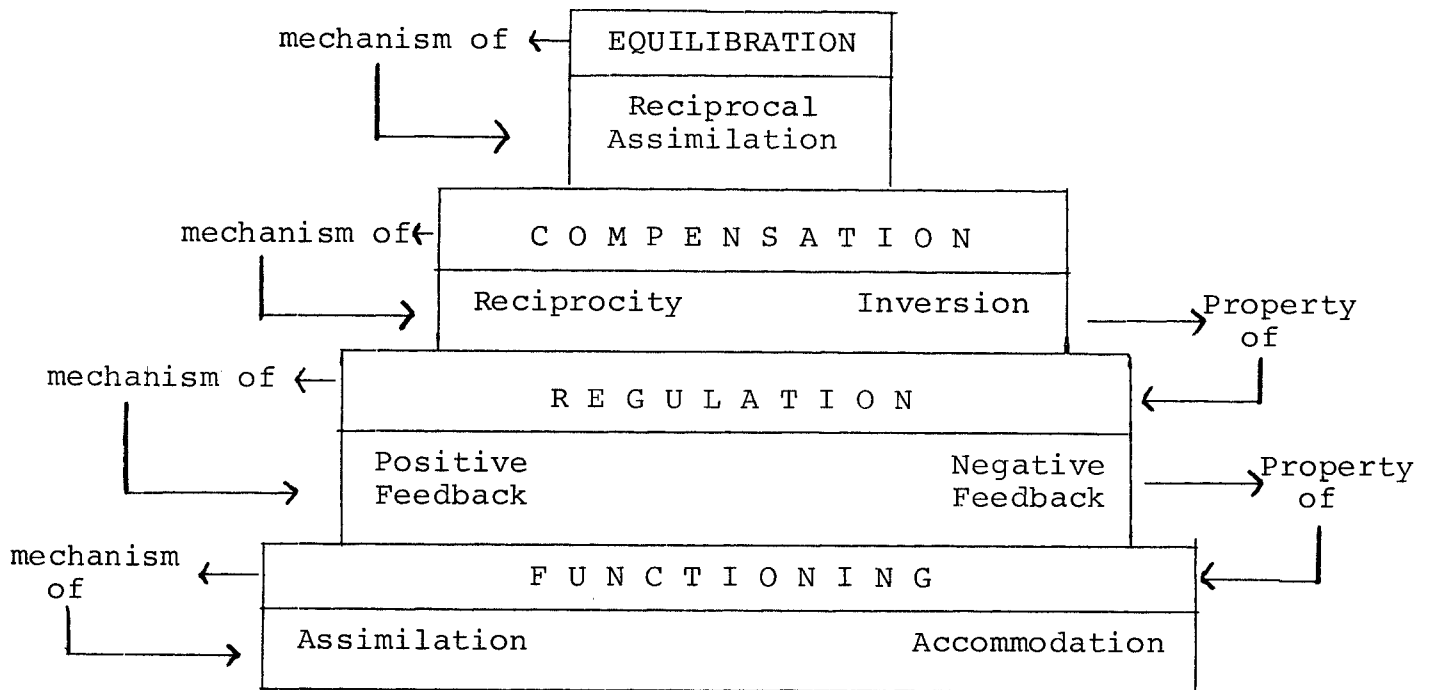 mechanism of
EQUILIBRATION
Reciprocal
Assimilation
mechanism of
C O M P E N S A T I O N
Reciprocity
Inversion
Property
of
mechanism of
R E G U L A T I O N
Positive
Feedback
Negative
Feedback
Property
of
mechanism
of
F U N C T I O N I N G
Assimilation
Accommodation